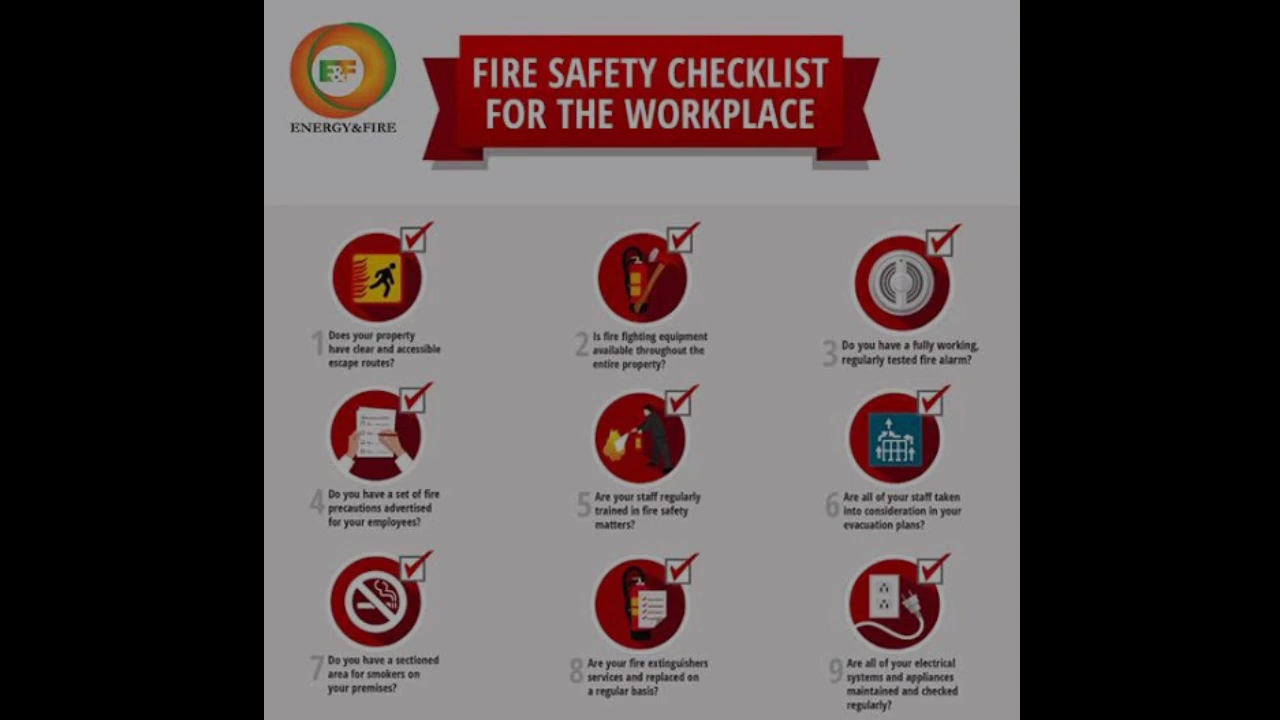 E&F
ENERGY&FIRE
FIRE SAFETY CHECKLIST
FOR THE WORKPLACE
1 Does your property
have clear and accessible
escape routes?
2 Is fire fighting equipment
available throughout the
entire property?
3 Do you have a fully working,
regularly tested fire alarm?
4 Do you have a set of fire
precautions advertised
for your employees?
5 Are your staff regularly
trained in fire safety
matters?
6 Are all of your staff taken
into consideration in your
evacuation plans?
7 Do you have a sectioned
area for smokers on
your premises?
8 Are your fire extinguishers
services and replaced on
a regular basis?
9 Are all of your electrical
systems and appliances
maintained and checked
regularly?